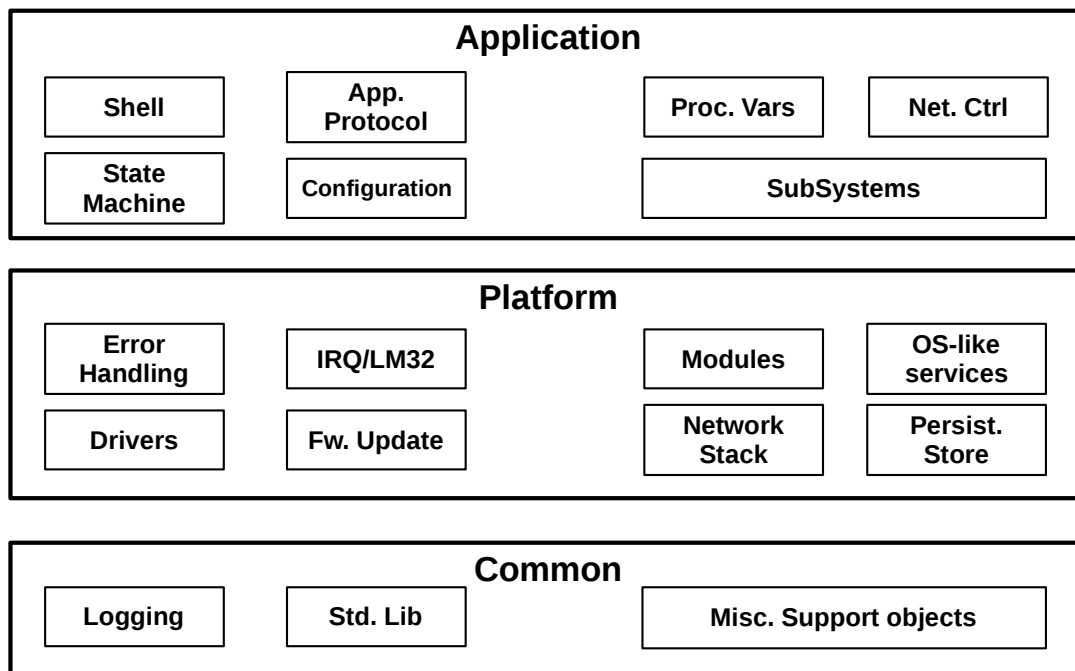 Application
Shell
App.
Protocol
Proc. Vars
Net. Ctrl
State
Machine
Configuration
SubSystems
Platform
Error
Handling
IRQ/LM32
Modules
OS-like
services
Drivers
Fw. Update
Network
Stack
Persist.
Store
Common
Logging
Std. Lib
Misc. Support objects